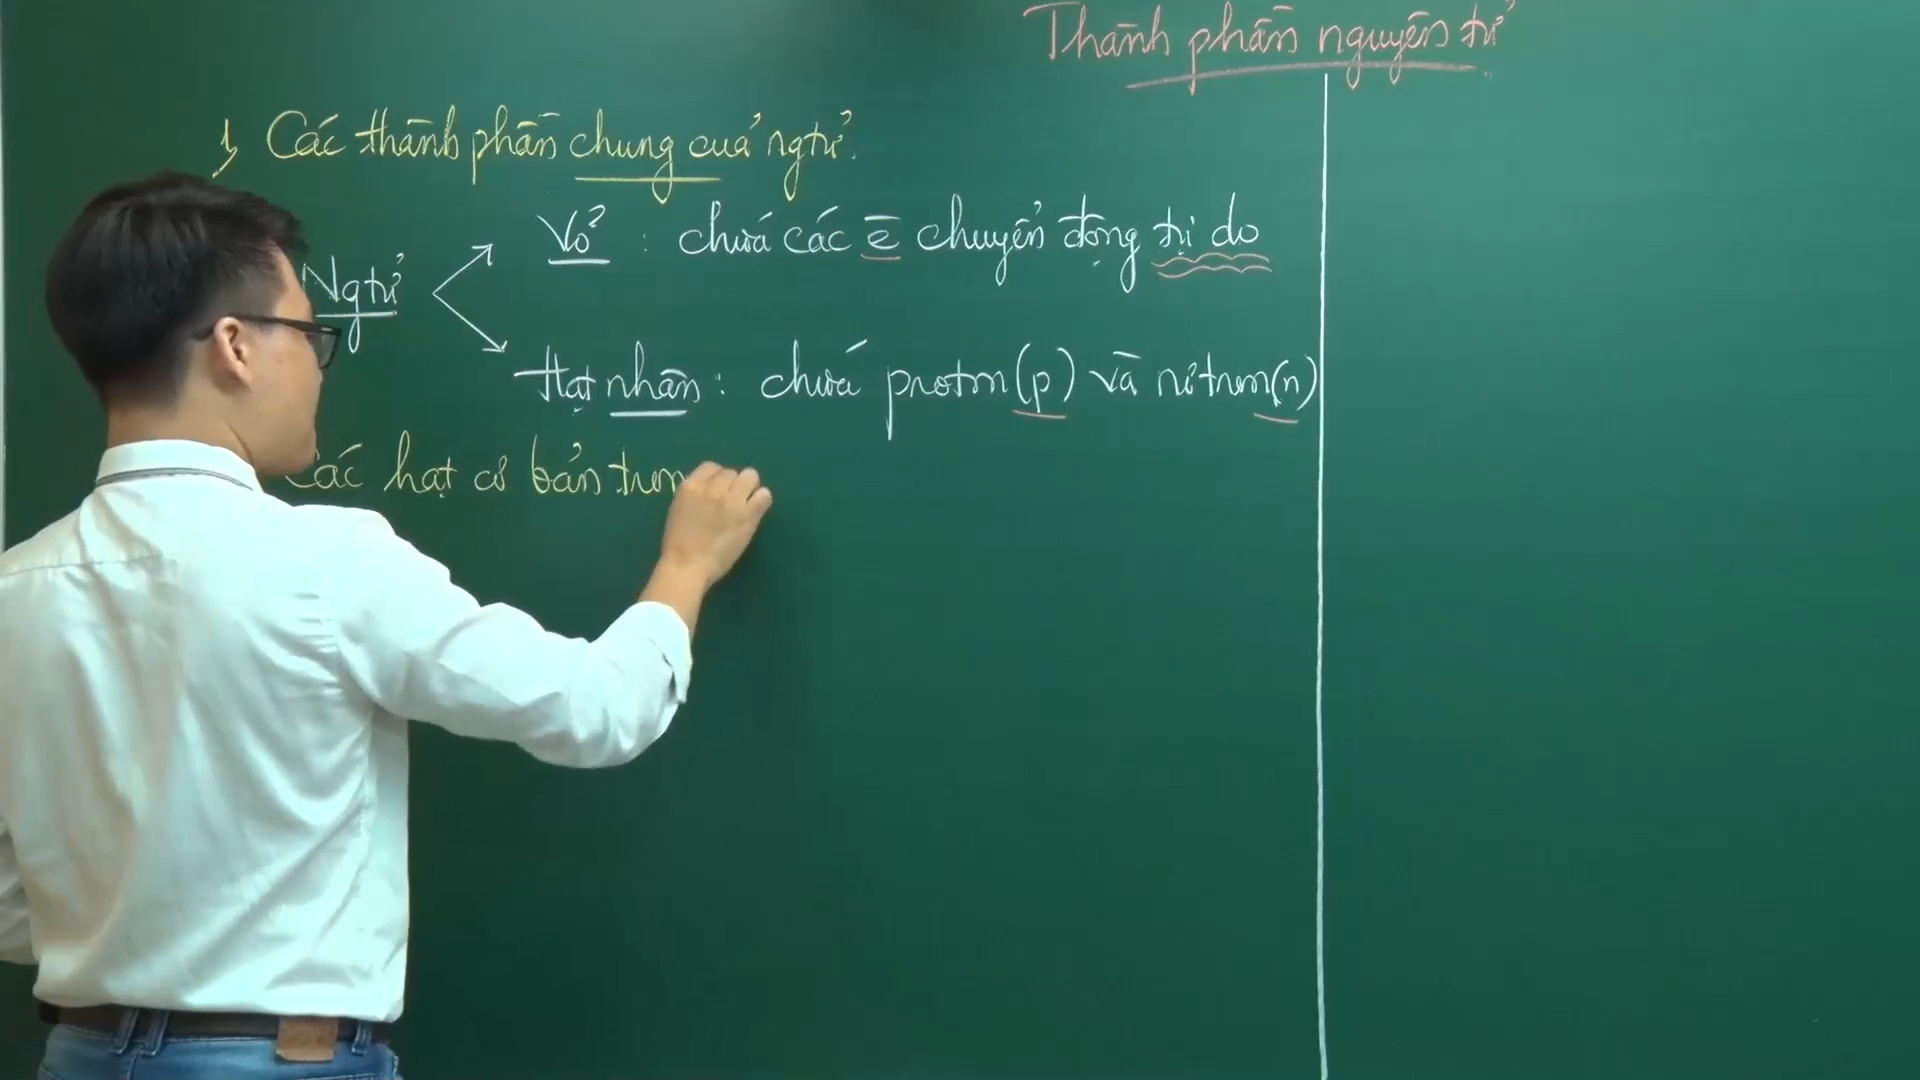 Thành phần nguyên tử
1, Các thành phần chung của ngtử.
Ngtử
Vỏ : chứa các e chuyển động tự do
Hạt nhân : chứa proton (p) và nơtron (n)
Các hạt cơ bản tron